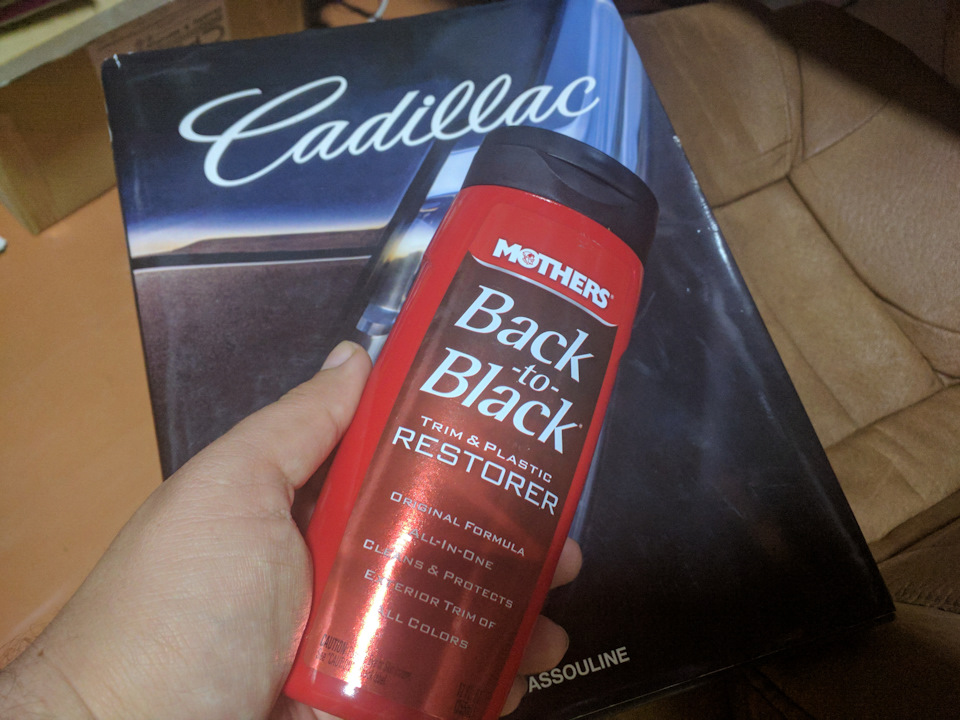 Cadillac
MOTHERS®
Back
-to-
Black®
TRIM & PLASTIC
RESTORER
ORIGINAL FORMULA
ALL-IN-ONE
CLEANS & PROTECTS
EXTERIOR TRIM OF
ALL COLORS
ASSOULINE